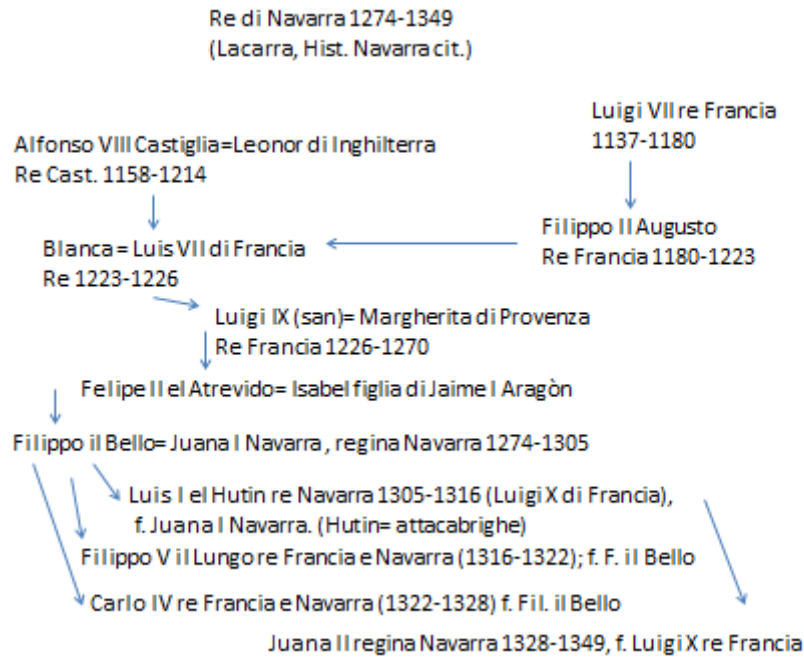 Re di Navarra 1274-1349
(Lacarra, Hist. Navarra cit.)
Luigi VII re Francia
1137-1180
Alfonso VIII Castiglia=Leonor di Inghilterra
Re Cast. 1158-1214
Filippo II Augusto
Re Francia 1180-1223
Blanca = Luis VII di Francia
Re 1223-1226
Luigi IX (san)= Margherita di Provenza
Re Francia 1226-1270
Felipe II el Atrevido= Isabel figlia di Jaime I Aragòn
Filippo il Bello= Juana I Navarra, regina Navarra 1274-1305
Luis I el Hutin re Navarra 1305-1316 (Luigi X di Francia),
f. Juana I Navarra. (Hutin= attacabrighe)
Filippo V il Lungo re Francia e Navarra (1316-1322); f. F. il Bello
Carlo IV re Francia e Navarra (1322-1328) f. Fil. il Bello
Juana II regina Navarra 1328-1349, f. Luigi X re Francia